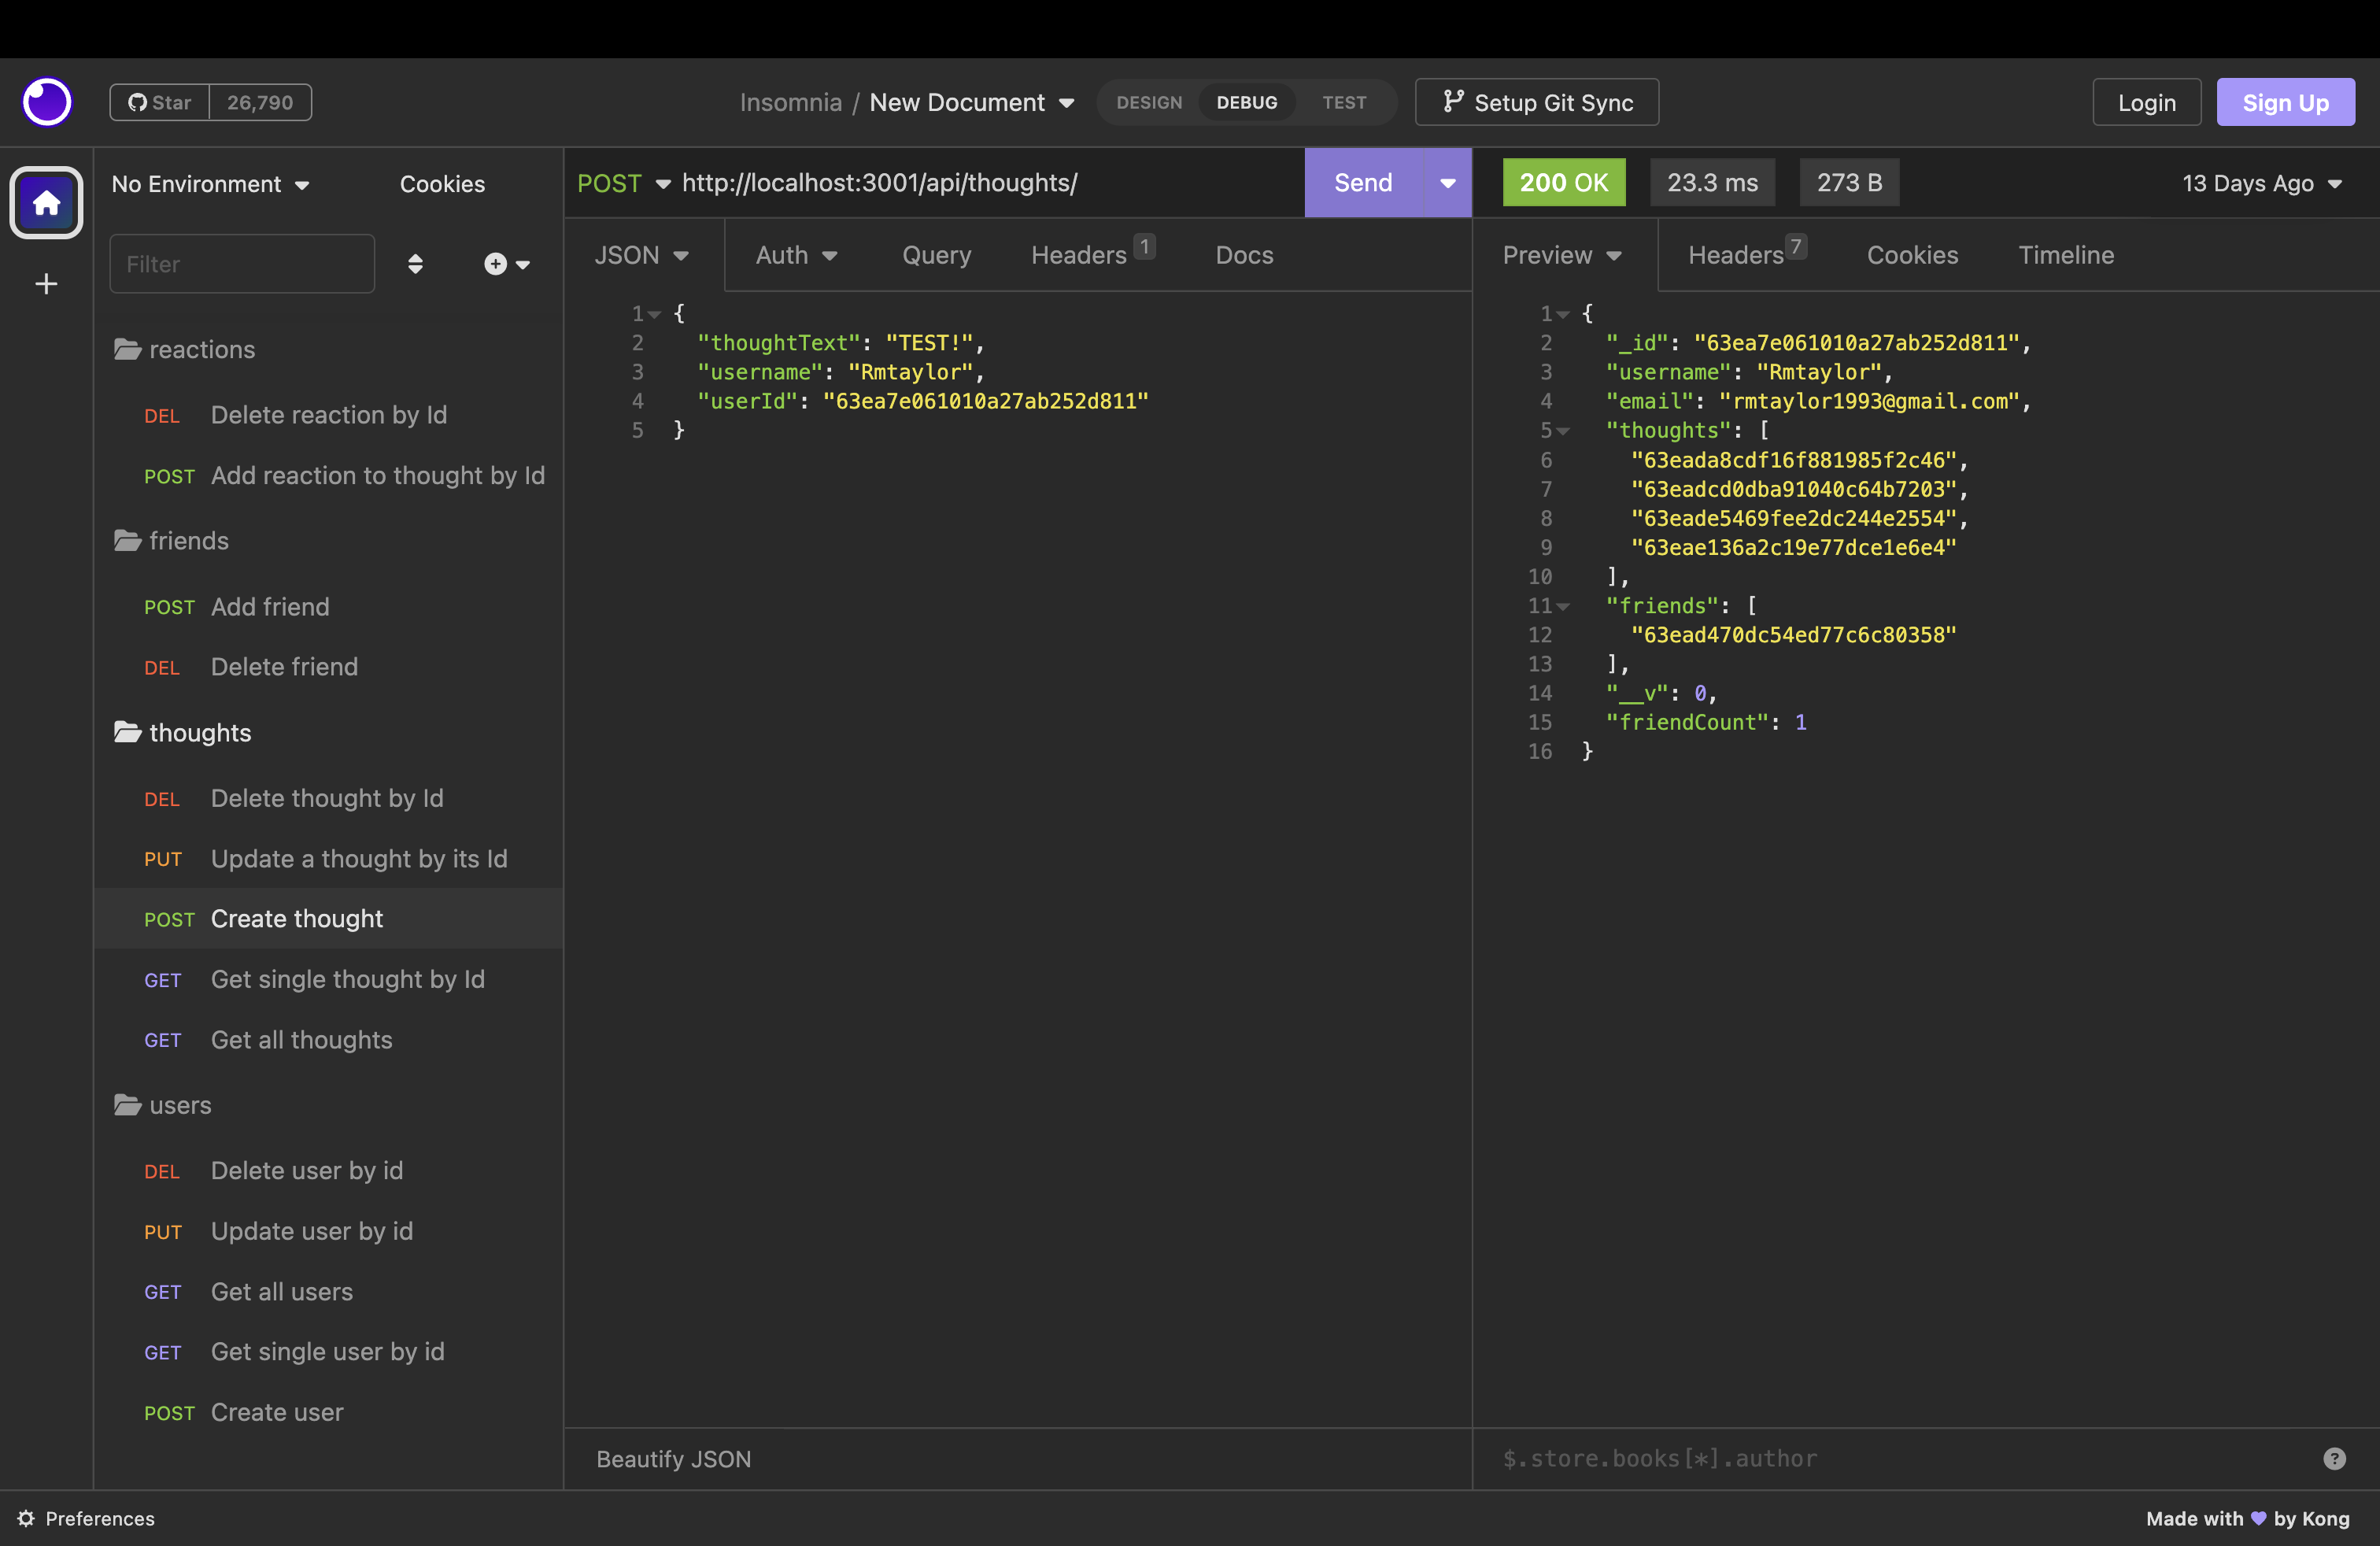 Star 26,790
Insomnia / New Document
DESIGN DEBUG TEST
Setup Git Sync
Login
Sign Up
No Environment
Cookies
Filter
reactions
DEL Delete reaction by Id
POST Add reaction to thought by Id
friends
POST Add friend
DEL Delete friend
thoughts
DEL Delete thought by Id
PUT Update a thought by its Id
POST Create thought
GET Get single thought by Id
GET Get all thoughts
users
DEL Delete user by id
PUT Update user by id
GET Get all users
GET Get single user by id
POST Create user
POST http://localhost:3001/api/thoughts/
Send
JSON Auth Query Headers 1 Docs
1 {
2 "thoughtText": "TEST!",
3 "username": "Rmtaylor",
4 "userId": "63ea7e061010a27ab252d811"
5 }
Beautify JSON
200 OK 23.3 ms 273 B 13 Days Ago
Preview Headers 7 Cookies Timeline
1 {
2 "_id": "63ea7e061010a27ab252d811",
3 "username": "Rmtaylor",
4 "email": "rmtaylor1993@gmail.com",
5 "thoughts": [
6 "63eada8cdf16f881985f2c46",
7 "63eadcd0dba91040c64b7203",
8 "63eade5469fee2dc244e2554",
9 "63eae136a2c19e77dce1e6e4"
10 ],
11 "friends": [
12 "63ead470dc54ed77c6c80358"
13 ],
14 "__v": 0,
15 "friendCount": 1
16 }
$.store.books[*].author
?
Preferences
Made with 💜 by Kong